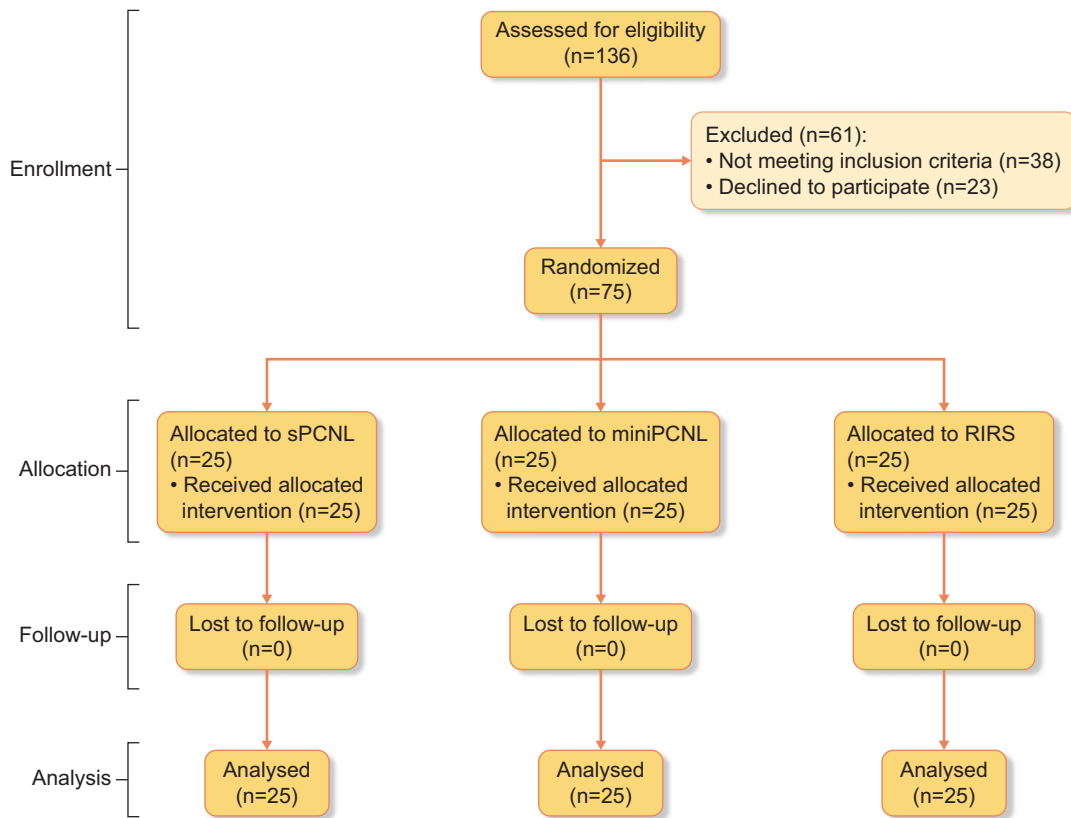 Assessed for eligibility
(n=136)
Enrollment
Excluded (n=61):
• Not meeting inclusion criteria (n=38)
• Declined to participate (n=23)
Randomized
(n=75)
Allocation
Allocated to sPCNL
(n=25)
• Received allocated
intervention (n=25)
Allocated to miniPCNL
(n=25)
• Received allocated
intervention (n=25)
Allocated to RIRS
(n=25)
• Received allocated
intervention (n=25)
Follow-up
Lost to follow-up
(n=0)
Lost to follow-up
(n=0)
Lost to follow-up
(n=0)
Analysis
Analysed
(n=25)
Analysed
(n=25)
Analysed
(n=25)